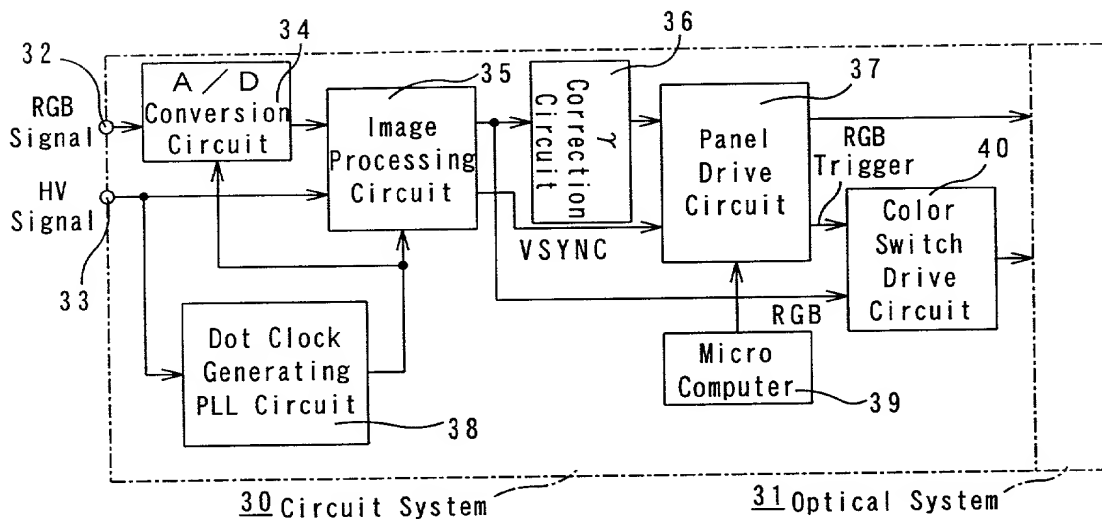 32
RGB
Signal
HV
Signal
33
A/D
Conversion
Circuit
34
35
Image
Processing
Circuit
36
γ
Correction
Circuit
37
Panel
Drive
Circuit
RGB
Trigger
40
Color
Switch
Drive
Circuit
VSYNC
RGB
Dot Clock
Generating
PLL Circuit
38
Micro
Computer
39
30 Circuit System
31 Optical System